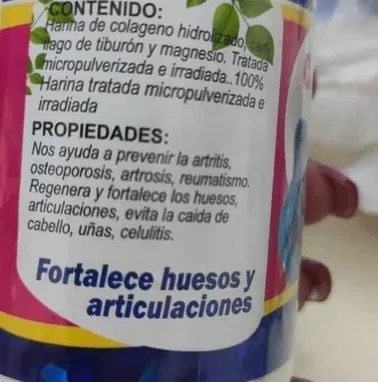 CONTENIDO:
Harina de colageno hidrolizado,
tiburón y magnesio. Tratada
micropulverizada e irradiada..100%
Harina tratada micropulverizada e
irradiada
PROPIEDADES:
Nos ayuda a prevenir la artritis,
osteoporosís, artrosis, reumatismo.
Regenera y fortalece los huesos,
articulaciones, evita la caida de
cabello, uñas, celulitis.
Fortalece huesos y
articulaciones